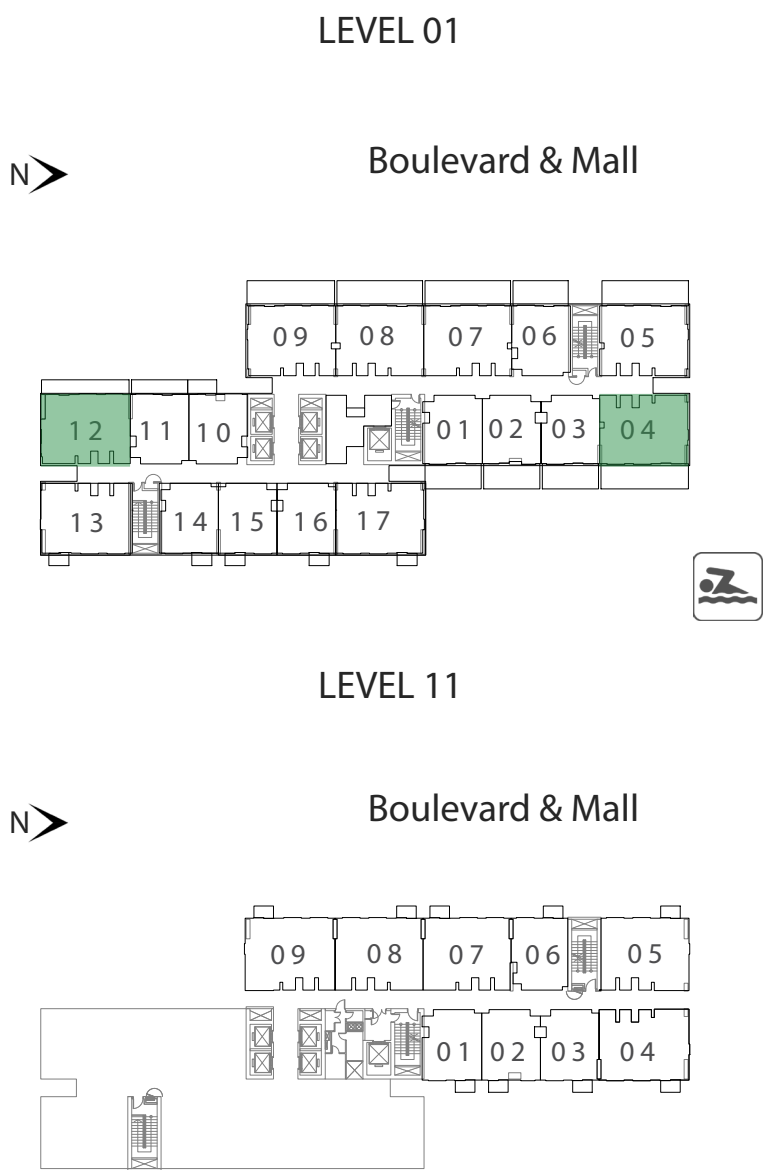 LEVEL 01
N
Boulevard & Mall
09 08 07 06 05
12 11 10 01 02 03 04
13 14 15 16 17
LEVEL 11
N
Boulevard & Mall
09 08 07 06 05
01 02 03 04